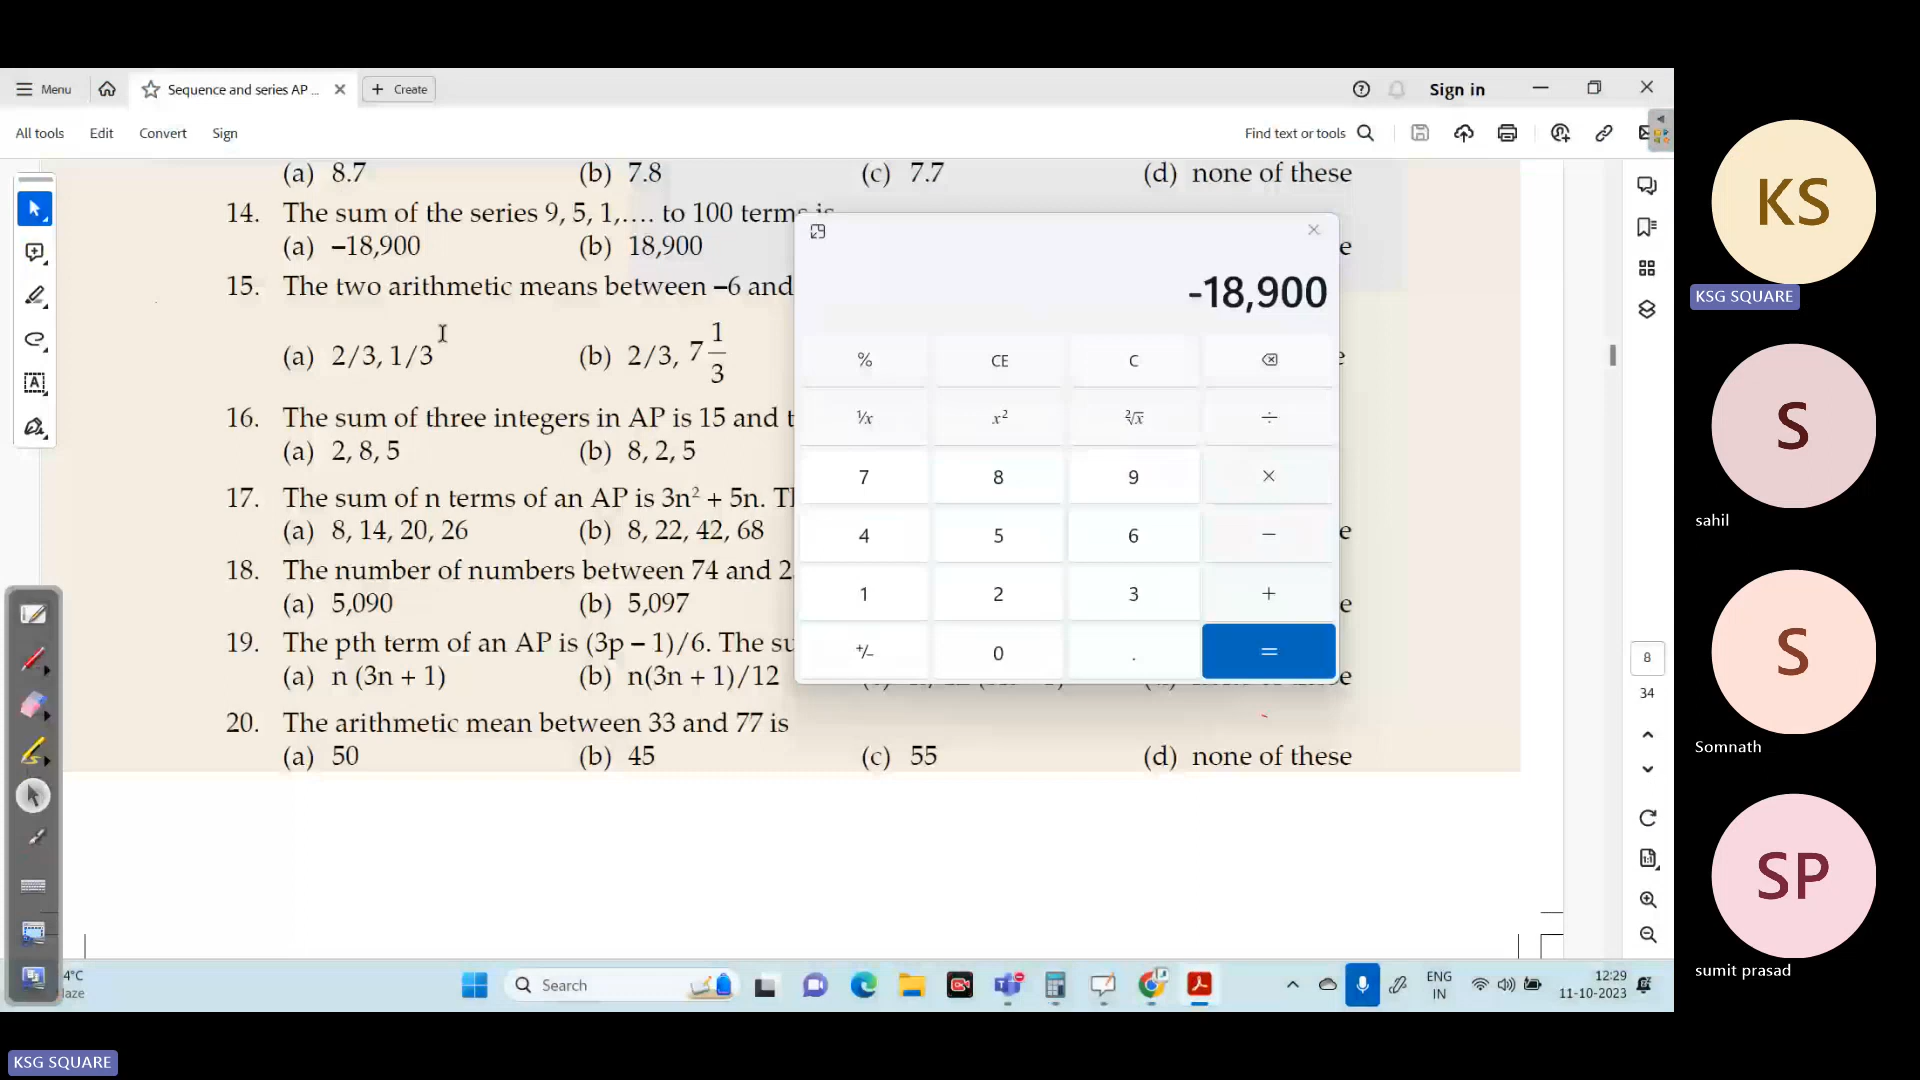 Menu
Sequence and series AP ...
Create
Sign in
All tools
Edit
Convert
Sign
Find text or tools
(a) 8.7 (b) 7.8 (c) 7.7 (d) none of these
14. The sum of the series 9, 5, 1,.... to 100 terms is
(a) –18,900 (b) 18,900
15. The two arithmetic means between –6 and
(a) 2/3, 1/3 (b) 2/3, 7 1/3
16. The sum of three integers in AP is 15 and t
(a) 2, 8, 5 (b) 8, 2, 5
17. The sum of n terms of an AP is 3n² + 5n. T
(a) 8, 14, 20, 26 (b) 8, 22, 42, 68
18. The number of numbers between 74 and 2
(a) 5,090 (b) 5,097
19. The pth term of an AP is (3p – 1)/6. The su
(a) n (3n + 1) (b) n(3n + 1)/12
20. The arithmetic mean between 33 and 77 is
(a) 50 (b) 45 (c) 55 (d) none of these
-18,900
% CE C
⅟x x² ²√x ÷
7 8 9 ×
4 5 6 −
1 2 3 +
+/− 0 . =
8
34
KS
KSG SQUARE
S
sahil
S
Somnath
SP
sumit prasad
4°C
Haze
Search
ENG
IN
12:29
11-10-2023
KSG SQUARE